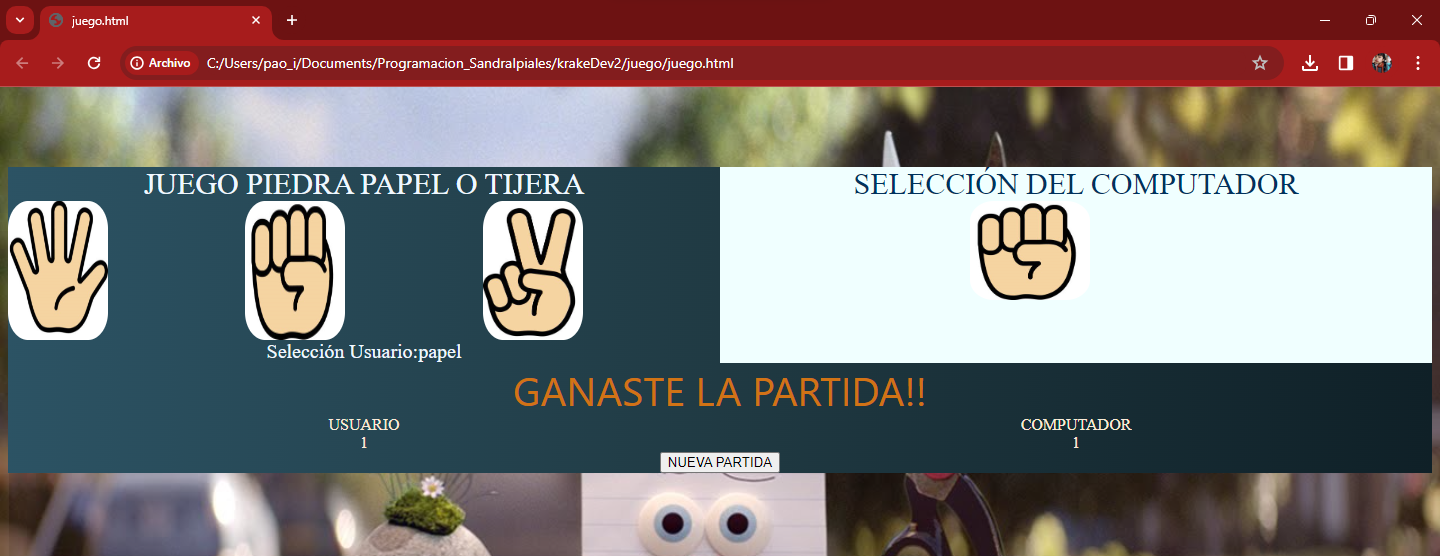 juego.html
Archivo
C:/Users/pao_i/Documents/Programacion_SandraIpiales/krakeDev2/juego/juego.html
JUEGO PIEDRA PAPEL O TIJERA
SELECCIÓN DEL COMPUTADOR
Selección Usuario:papel
GANASTE LA PARTIDA!!
USUARIO
COMPUTADOR
1
1
NUEVA PARTIDA